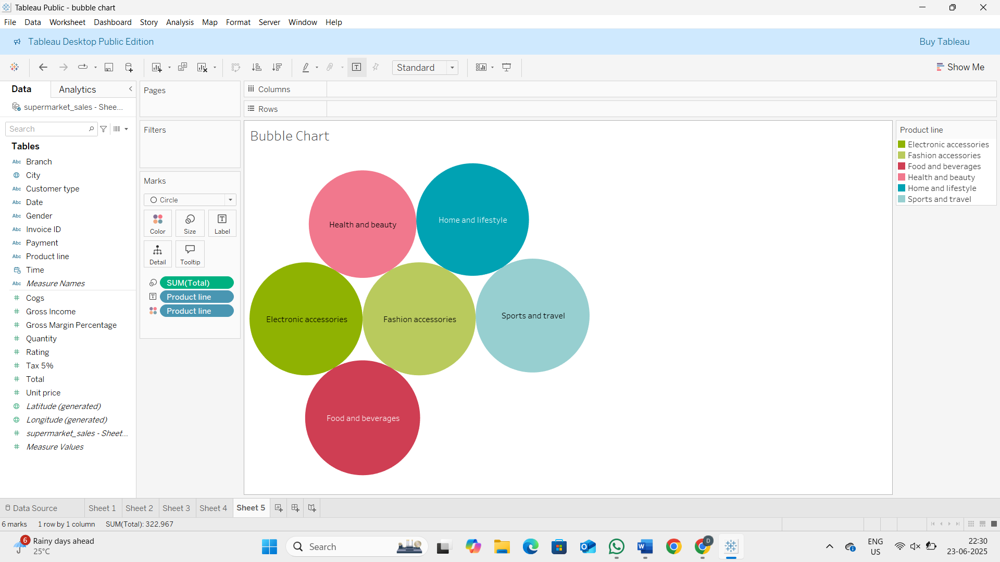 Tableau Public - bubble chart
File Data Worksheet Dashboard Story Analysis Map Format Server Window Help
Tableau Desktop Public Edition
Buy Tableau
Standard
Show Me
Data
Analytics
supermarket_sales - Shee...
Search
Tables
Abc Branch
City
Abc Customer type
Abc Date
Abc Gender
Abc Invoice ID
Abc Payment
Abc Product line
Time
Abc Measure Names
# Cogs
# Gross Income
# Gross Margin Percentage
# Quantity
# Rating
# Tax 5%
# Total
# Unit price
Latitude (generated)
Longitude (generated)
# supermarket_sales - Sheet...
# Measure Values
Pages
Filters
Marks
Circle
Color
Size
Label
Detail
Tooltip
SUM(Total)
Product line
Product line
Columns
Rows
Bubble Chart
Health and beauty
Home and lifestyle
Electronic accessories
Fashion accessories
Sports and travel
Food and beverages
Product line
Electronic accessories
Fashion accessories
Food and beverages
Health and beauty
Home and lifestyle
Sports and travel
Data Source
Sheet 1
Sheet 2
Sheet 3
Sheet 4
Sheet 5
6 marks
1 row by 1 column
SUM(Total): 322,967
6
Rainy days ahead
25°C
Search
D
ENG
US
22:30
23-06-2025